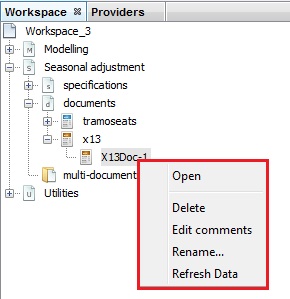 Workspace Providers
Workspace_3
M Modelling
S Seasonal adjustment
s specifications
d documents
tramoseats
x13
X13Doc-1
multi-document
U Utilities
Open
Delete
Edit comments
Rename...
Refresh Data